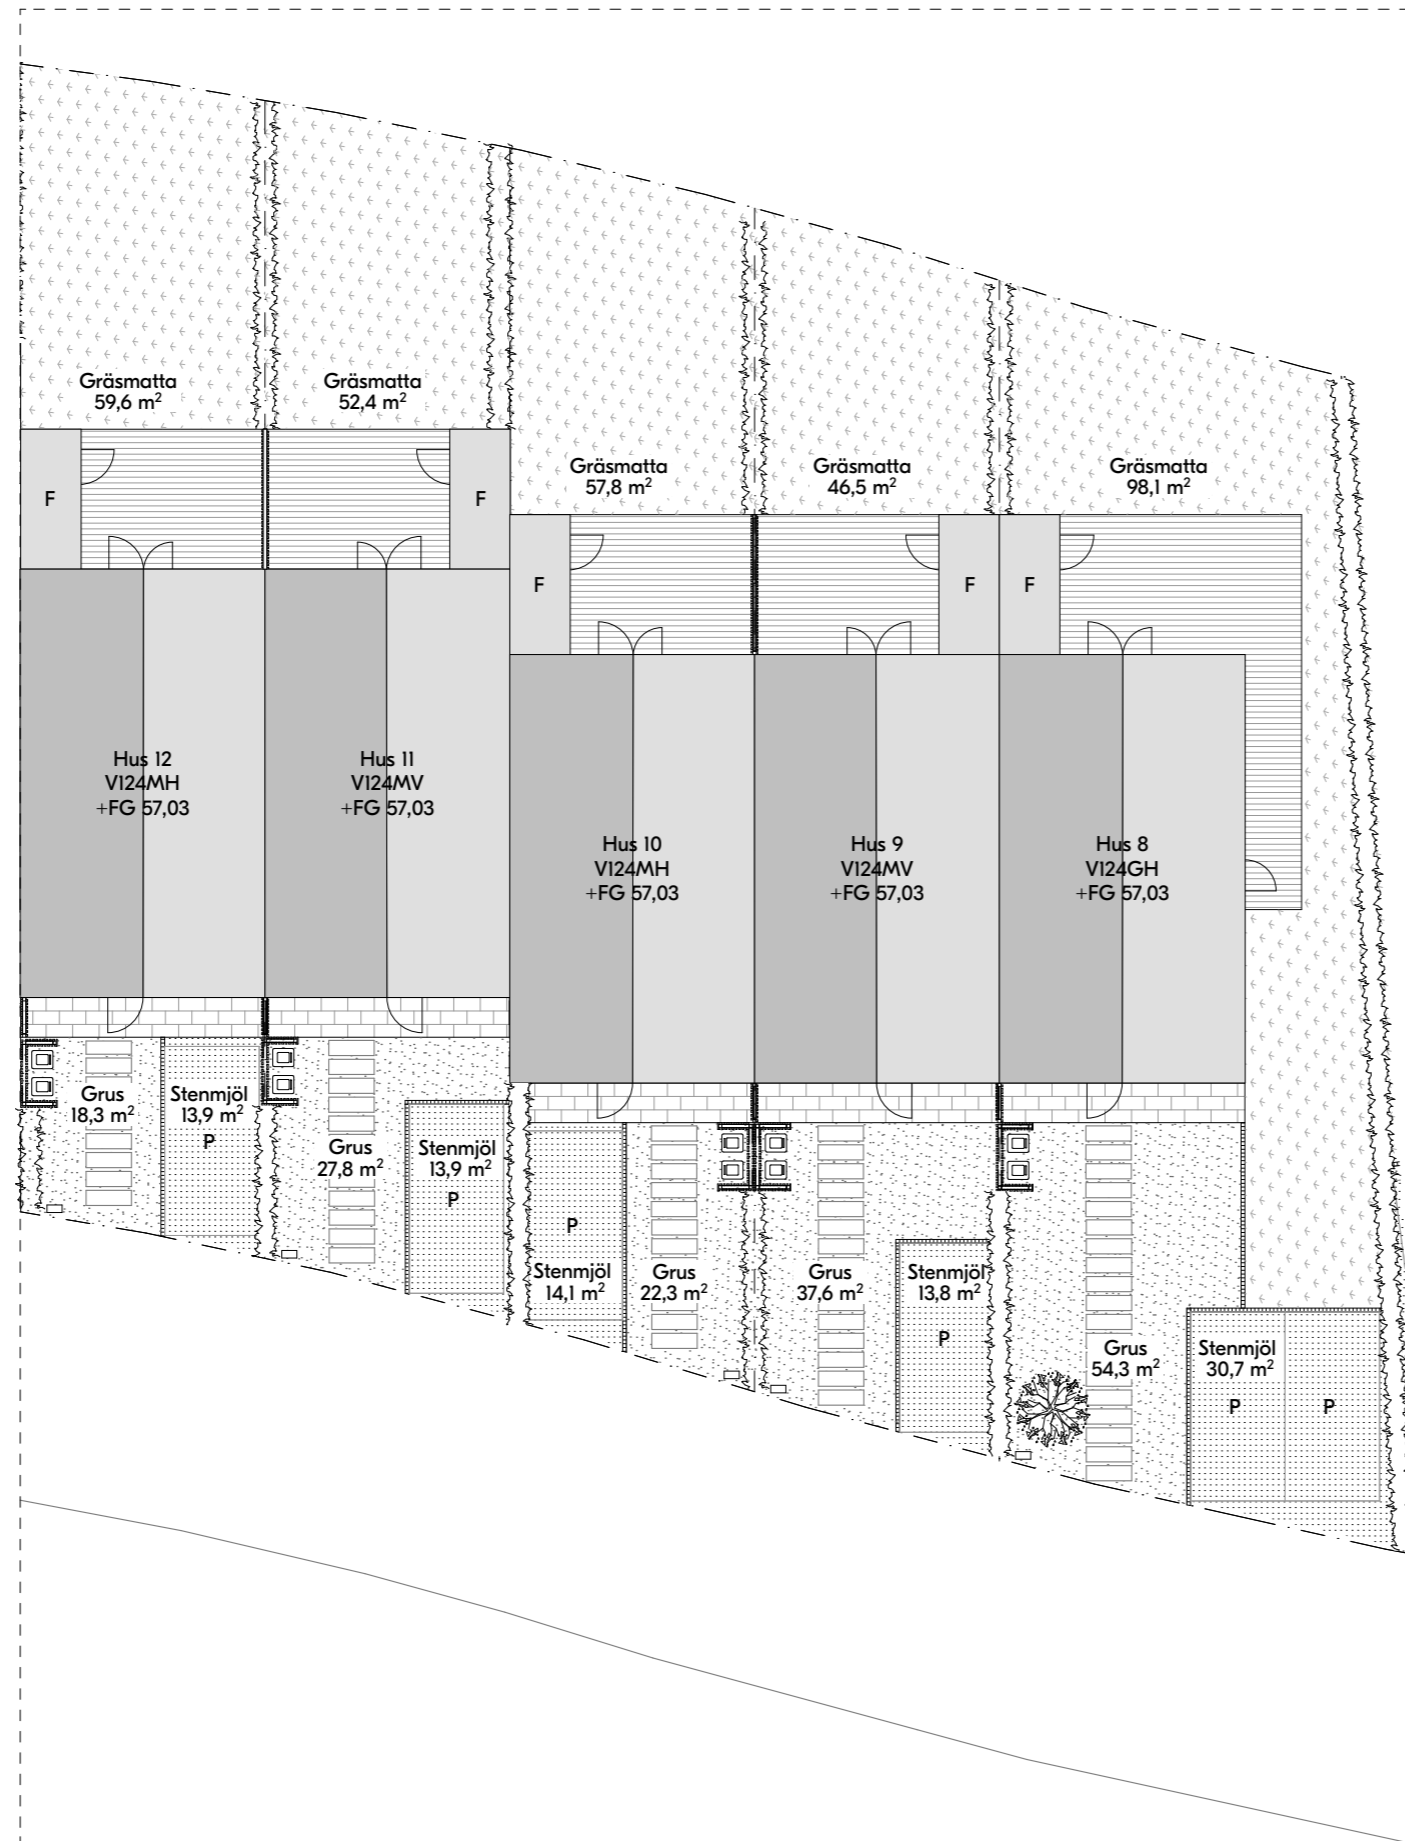 Gräsmatta
59,6 m²
Gräsmatta
52,4 m²
Gräsmatta
57,8 m²
Gräsmatta
46,5 m²
Gräsmatta
98,1 m²
F
F
F
F
F
Hus 12
V124MH
+FG 57,03
Hus 11
V124MV
+FG 57,03
Hus 10
V124MH
+FG 57,03
Hus 9
V124MV
+FG 57,03
Hus 8
V124GH
+FG 57,03
Grus
18,3 m²
Stenmjöl
13,9 m²
P
Grus
27,8 m²
Stenmjöl
13,9 m²
P
P
Stenmjöl
14,1 m²
Grus
22,3 m²
Grus
37,6 m²
Stenmjöl
13,8 m²
P
Grus
54,3 m²
Stenmjöl
30,7 m²
P
P